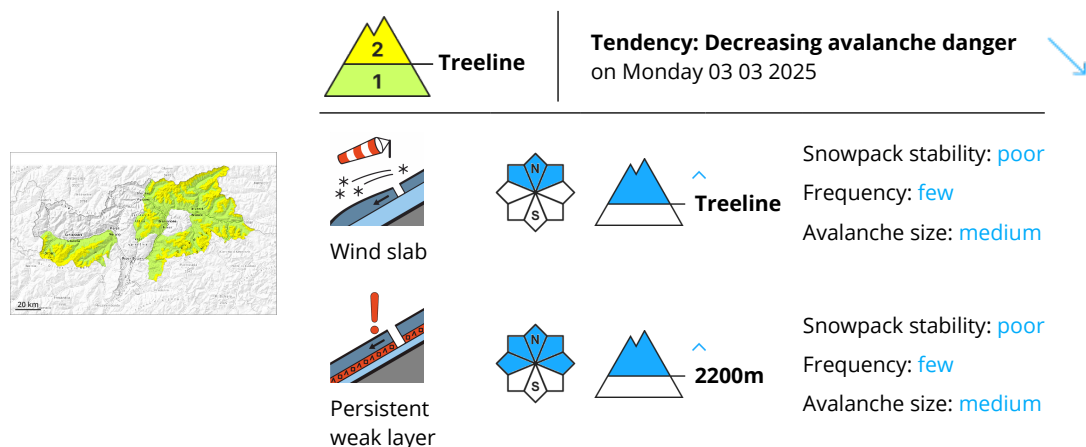 2
1
Treeline
Tendency: Decreasing avalanche danger
on Monday 03 03 2025
20 km
Wind slab
N
S
Treeline
Snowpack stability: poor
Frequency: few
Avalanche size: medium
Persistent
weak layer
N
S
2200m
Snowpack stability: poor
Frequency: few
Avalanche size: medium